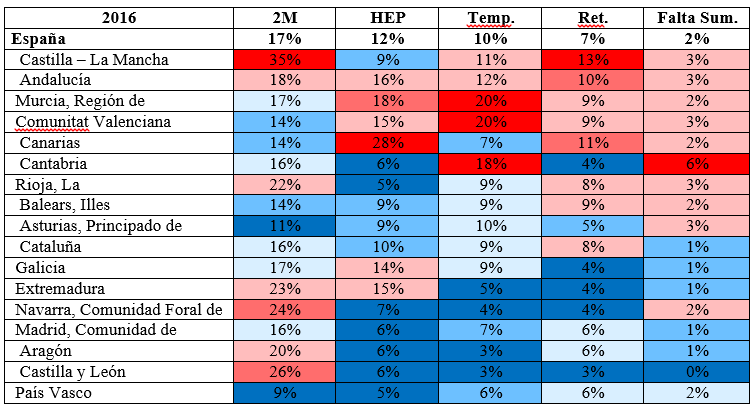 2016 2M HEP Temp. Ret. Falta Sum.
España 17% 12% 10% 7% 2%
Castilla – La Mancha 35% 9% 11% 13% 3%
Andalucía 18% 16% 12% 10% 3%
Murcia, Región de 17% 18% 20% 9% 2%
Comunitat Valenciana 14% 15% 20% 9% 3%
Canarias 14% 28% 7% 11% 2%
Cantabria 16% 6% 18% 4% 6%
Rioja, La 22% 5% 9% 8% 3%
Balears, Illes 14% 9% 9% 9% 2%
Asturias, Principado de 11% 9% 10% 5% 3%
Cataluña 16% 10% 9% 8% 1%
Galicia 17% 14% 9% 4% 1%
Extremadura 23% 15% 5% 4% 1%
Navarra, Comunidad Foral de 24% 7% 4% 4% 2%
Madrid, Comunidad de 16% 6% 7% 6% 1%
Aragón 20% 6% 3% 6% 1%
Castilla y León 26% 6% 3% 3% 0%
País Vasco 9% 5% 6% 6% 2%